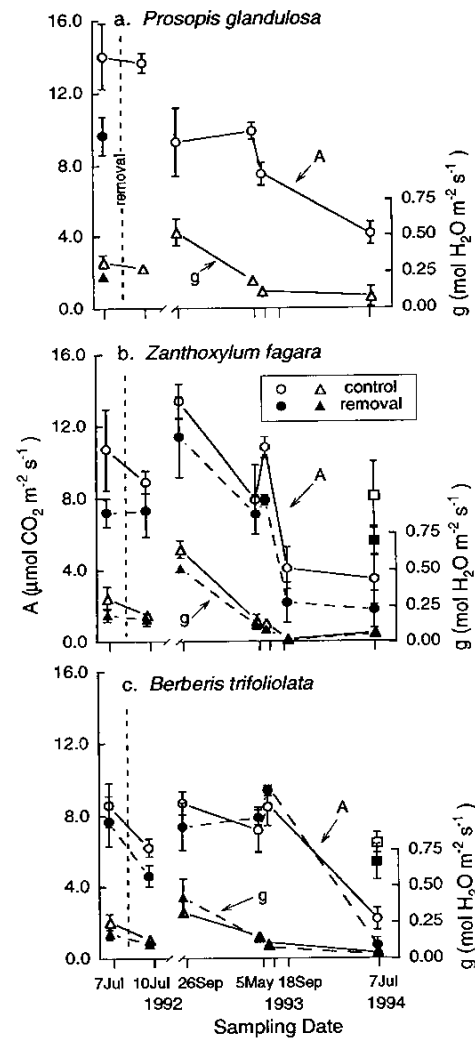 a. Prosopis glandulosa
16.0
12.0
8.0
4.0
0.0
removal
A
g
0.75
0.50
0.25
0.00
g (mol H₂O m⁻² s⁻¹)
b. Zanthoxylum fagara
16.0
12.0
8.0
4.0
0.0
control
removal
A
g
0.75
0.50
0.25
0.00
g (mol H₂O m⁻² s⁻¹)
A (µmol CO₂ m⁻² s⁻¹)
c. Berberis trifoliolata
16.0
12.0
8.0
4.0
0.0
A
g
0.75
0.50
0.25
0.00
g (mol H₂O m⁻² s⁻¹)
7Jul 10Jul 26Sep 5May 18Sep 7Jul
1992 1993 1994
Sampling Date